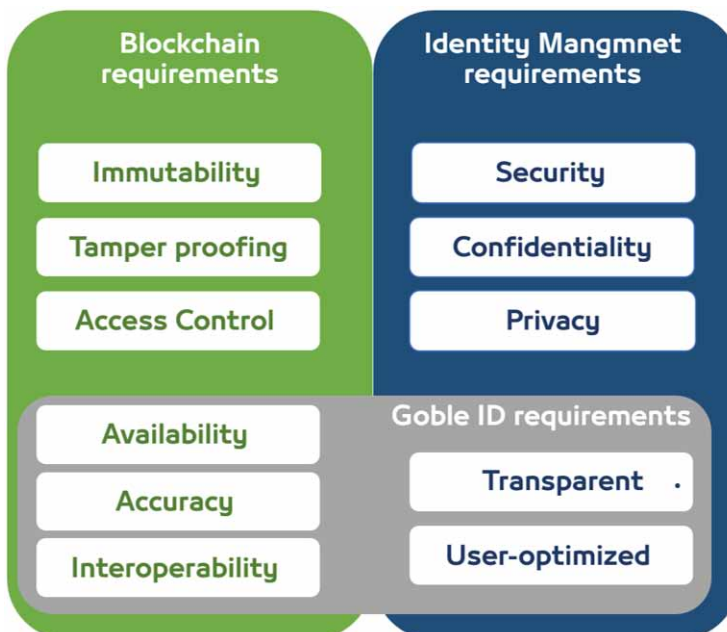 Blockchain
requirements
Immutability
Tamper proofing
Access Control
Availability
Accuracy
Interoperability
Identity Mangmnet
requirements
Security
Confidentiality
Privacy
Goble ID requirements
Transparent .
User-optimized